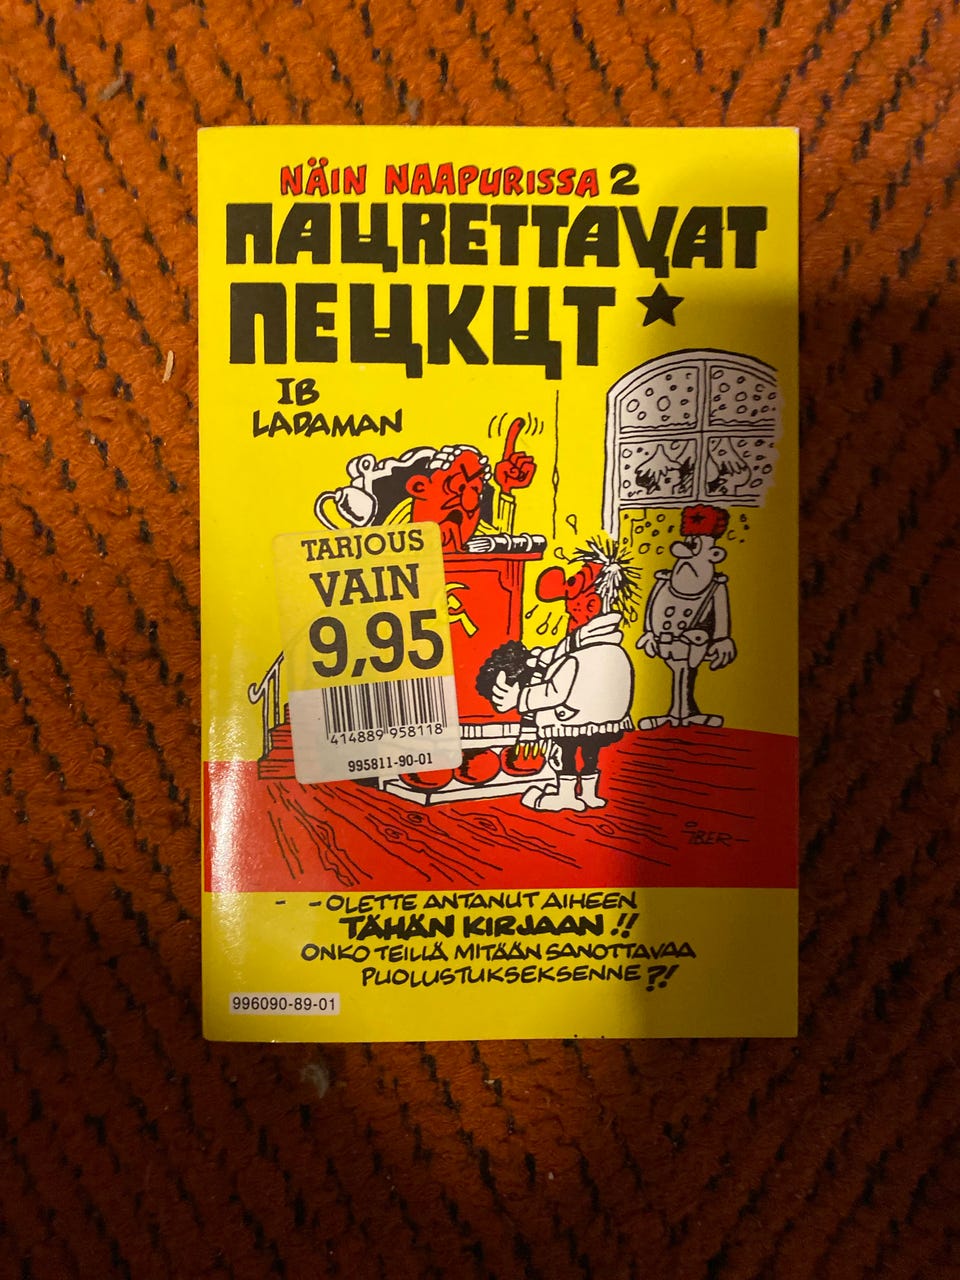 NÄIN NAAPURISSA 2
NAURETTAVAT
NEUKUT ★
IB
LADAMAN
TARJOUS
VAIN
9,95
414889 958118
995811-90-01
IBER-
- - -OLETTE ANTANUT AIHEEN
TÄHÄN KIRJAAN !!
ONKO TEILLÄ MITÄÄN SANOTTAVAA
PUOLUSTUKSEKSENNE ?!
996090-89-01